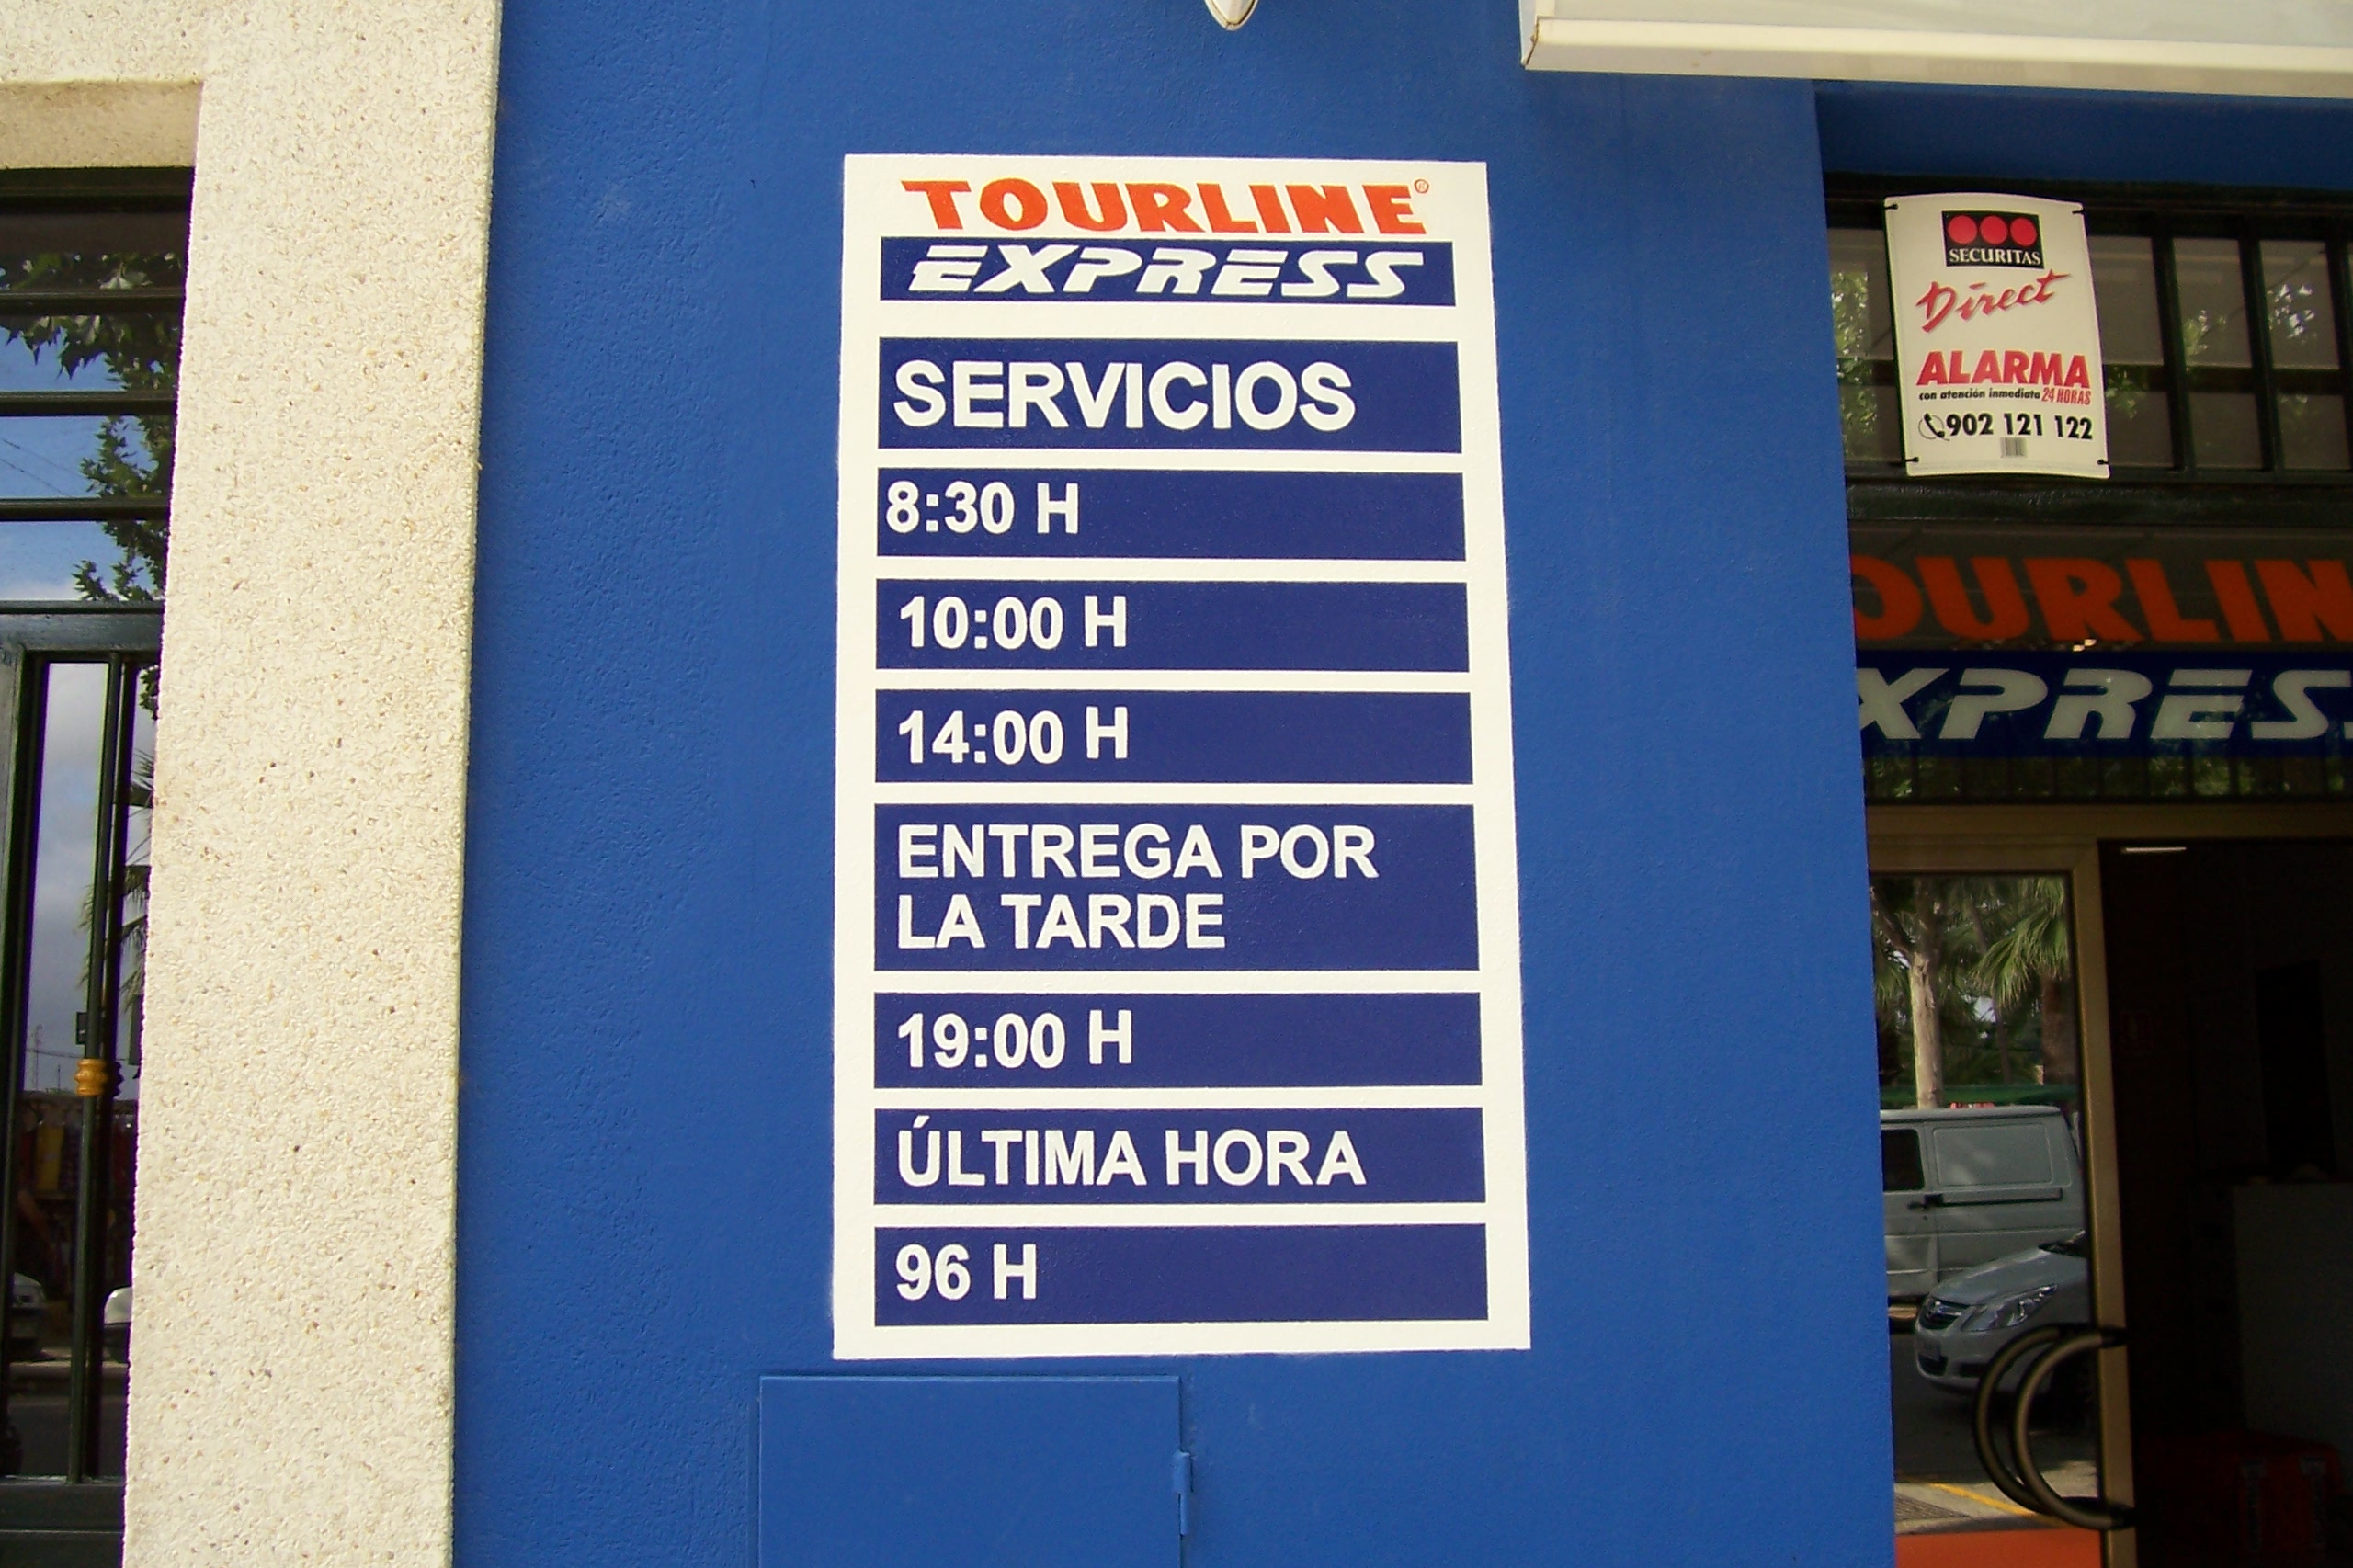 TOURLINE®
EXPRESS
SERVICIOS
8:30 H
10:00 H
14:00 H
ENTREGA POR
LA TARDE
19:00 H
ÚLTIMA HORA
96 H
SECURITAS
Direct
ALARMA
con atención inmediata 24 HORAS
902 121 122
OURLIN
XPRES